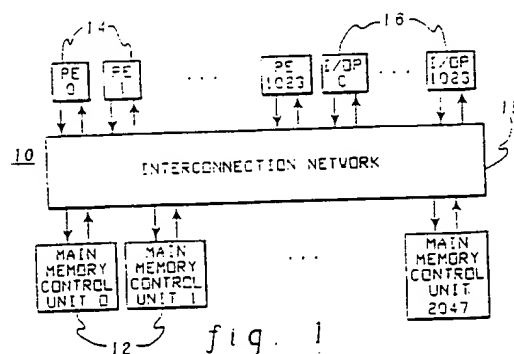 14
16
PE
0
PE
1
. . .
PE
1023
I/OP
0
. . .
I/OP
1023
10
INTERCONNECTION NETWORK
MAIN
MEMORY
CONTROL
UNIT 0
MAIN
MEMORY
CONTROL
UNIT 1
. . .
MAIN
MEMORY
CONTROL
UNIT
2047
12
fig. 1